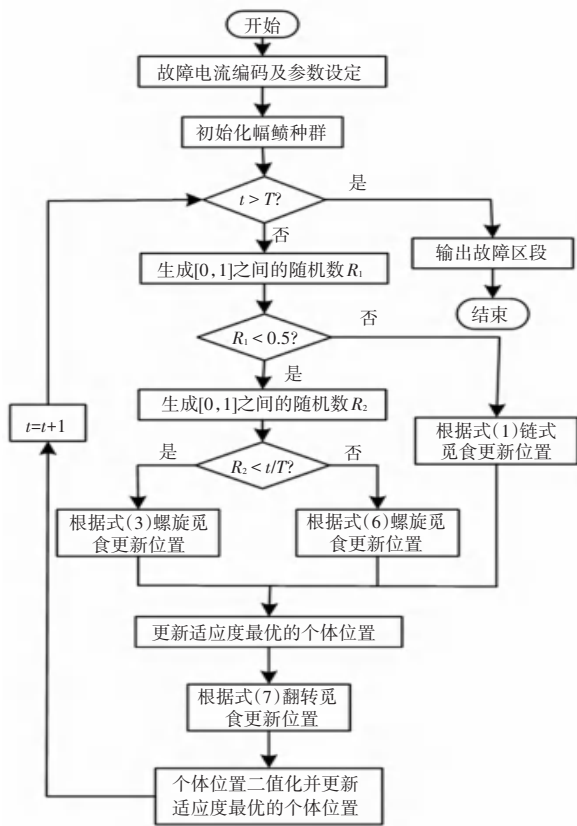 开始
故障电流编码及参数设定
初始化蝠鲼种群
t > T?
是
否
输出故障区段
生成[0,1]之间的随机数R₁
结束
R₁ < 0.5?
否
是
生成[0,1]之间的随机数R₂
t=t+1
根据式(1)链式
觅食更新位置
是
R₂ < t/T?
否
根据式(3)螺旋觅
食更新位置
根据式(6)螺旋觅
食更新位置
更新适应度最优的个体位置
根据式(7)翻转觅
食更新位置
个体位置二值化并更新
适应度最优的个体位置